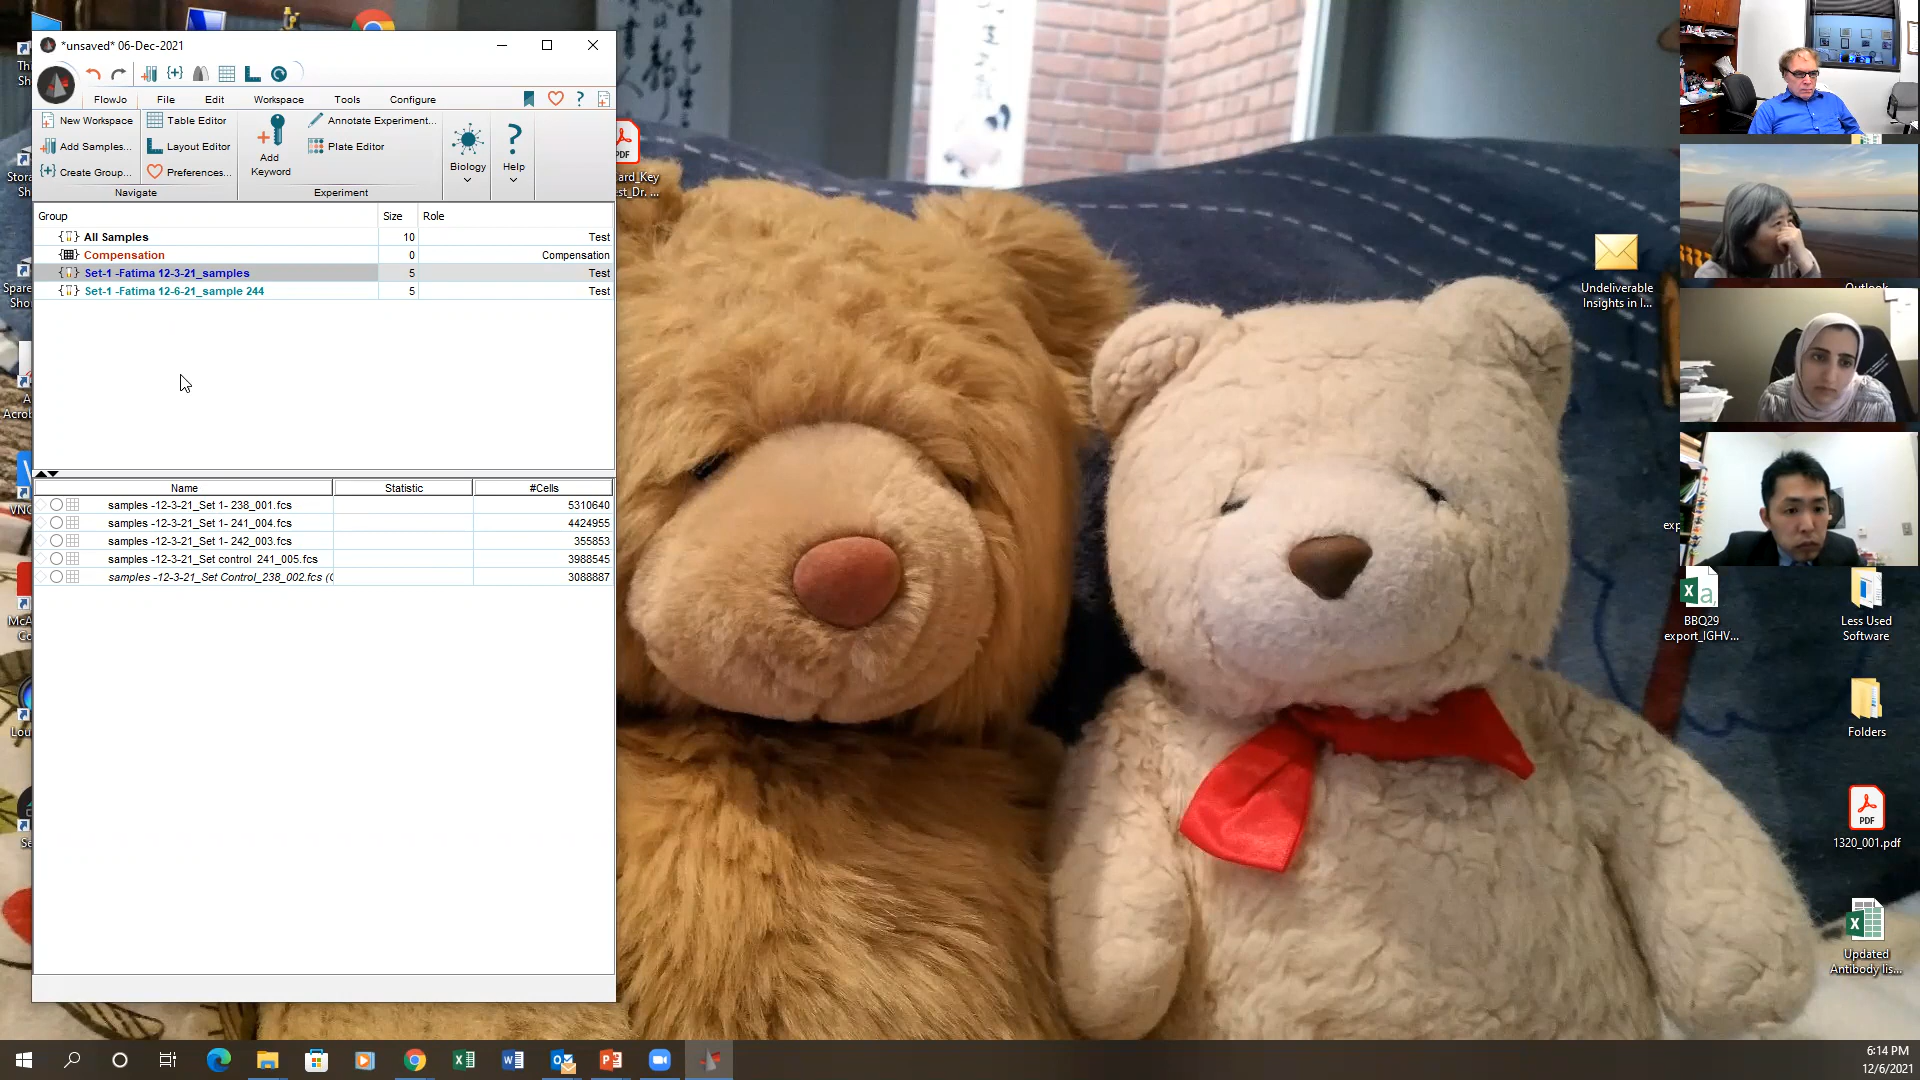 *unsaved* 06-Dec-2021
FlowJo File Edit Workspace Tools Configure
New Workspace
Add Samples...
Create Group...
Navigate
Table Editor
Layout Editor
Preferences...
Add
Keyword
Annotate Experiment...
Plate Editor
Experiment
Biology
Help
Group Size Role
All Samples 10 Test
Compensation 0 Compensation
Set-1 -Fatima 12-3-21_samples 5 Test
Set-1 -Fatima 12-6-21_sample 244 5 Test
Name Statistic #Cells
samples -12-3-21_Set 1- 238_001.fcs 5310640
samples -12-3-21_Set 1- 241_004.fcs 4424955
samples -12-3-21_Set 1- 242_003.fcs 355853
samples -12-3-21_Set control 241_005.fcs 3988545
samples -12-3-21_Set Control_238_002.fcs 3088887
PDF
ard_Key
st_Dr. ...
Undeliverable
Insights in I...
Outlook
BBQ29
export_IGHV...
Less Used
Software
Folders
PDF
1320_001.pdf
Updated
Antibody lis...
6:14 PM
12/6/2021